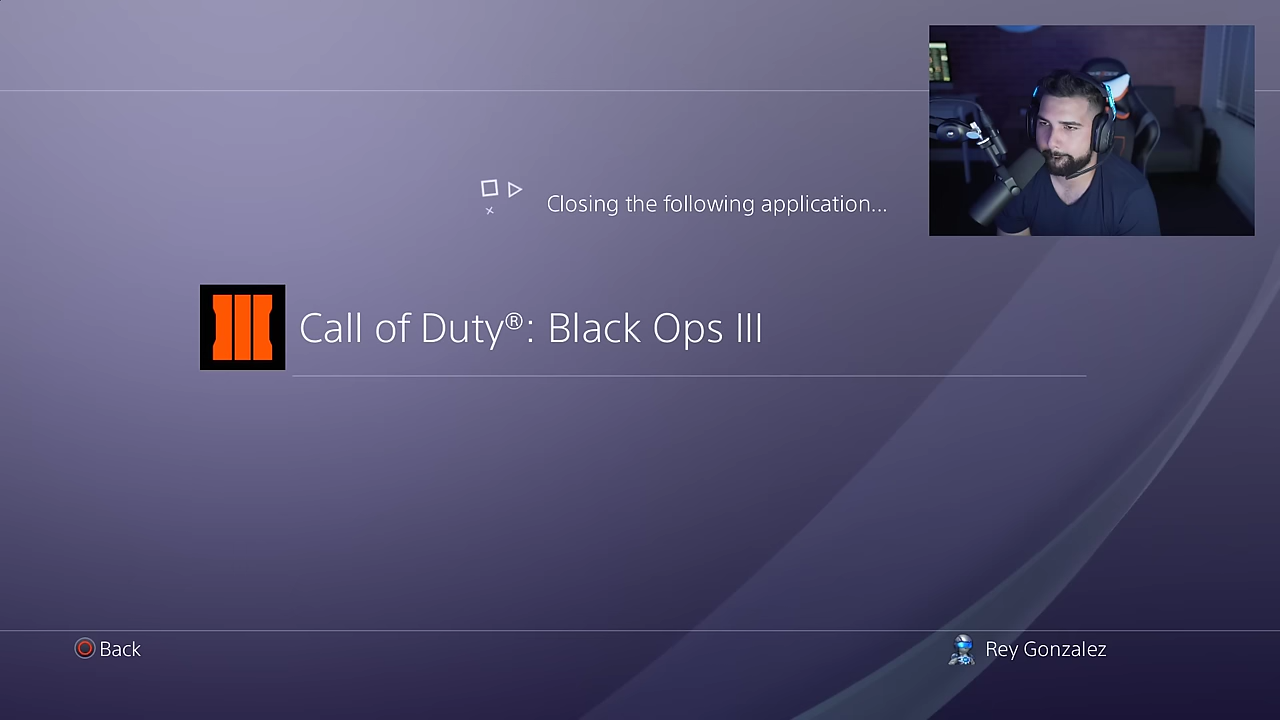 Closing the following application...
Call of Duty®: Black Ops III
Back
Rey Gonzalez